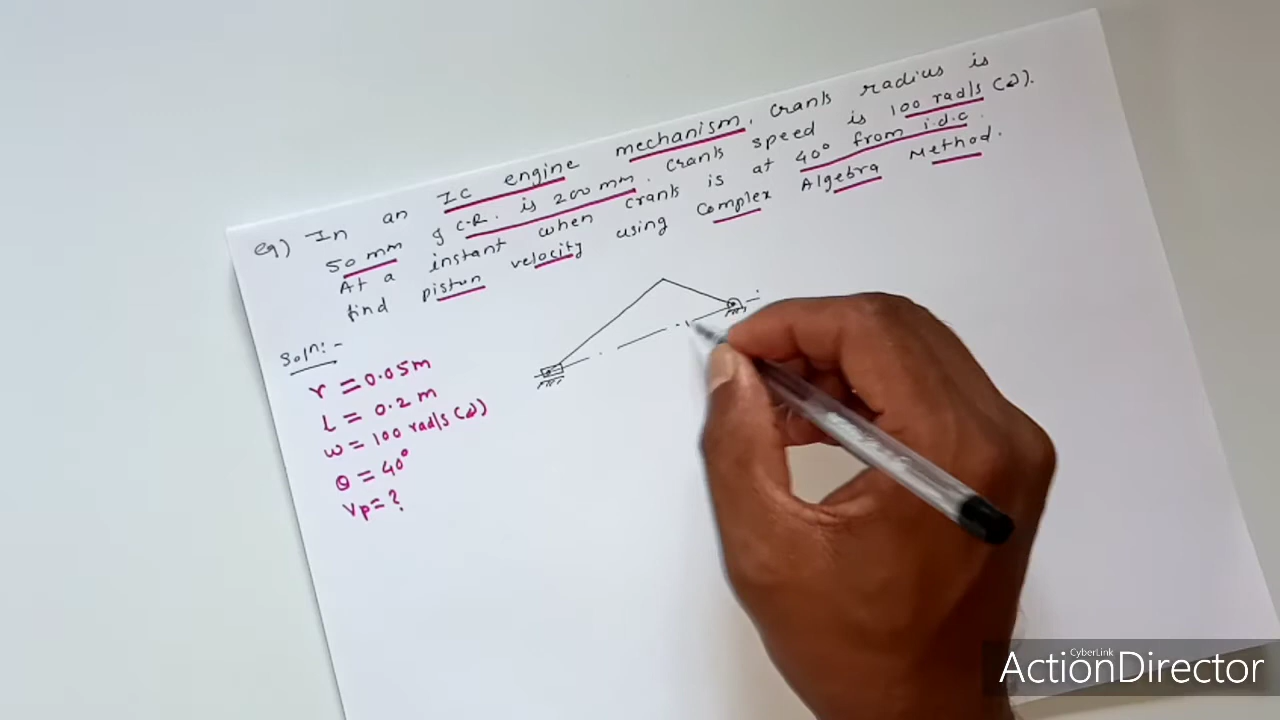 eg) In an IC engine mechanism, crank radius is
50 mm & C.R. is 200 mm. Crank speed is 100 rad/s (↻).
At a instant when crank is at 40° from i.d.c.
find piston velocity using Complex Algebra Method.
Soln:-
r = 0.05m
l = 0.2 m
w = 100 rad/s (↻)
θ = 40°
Vp = ?
CyberLink
ActionDirector